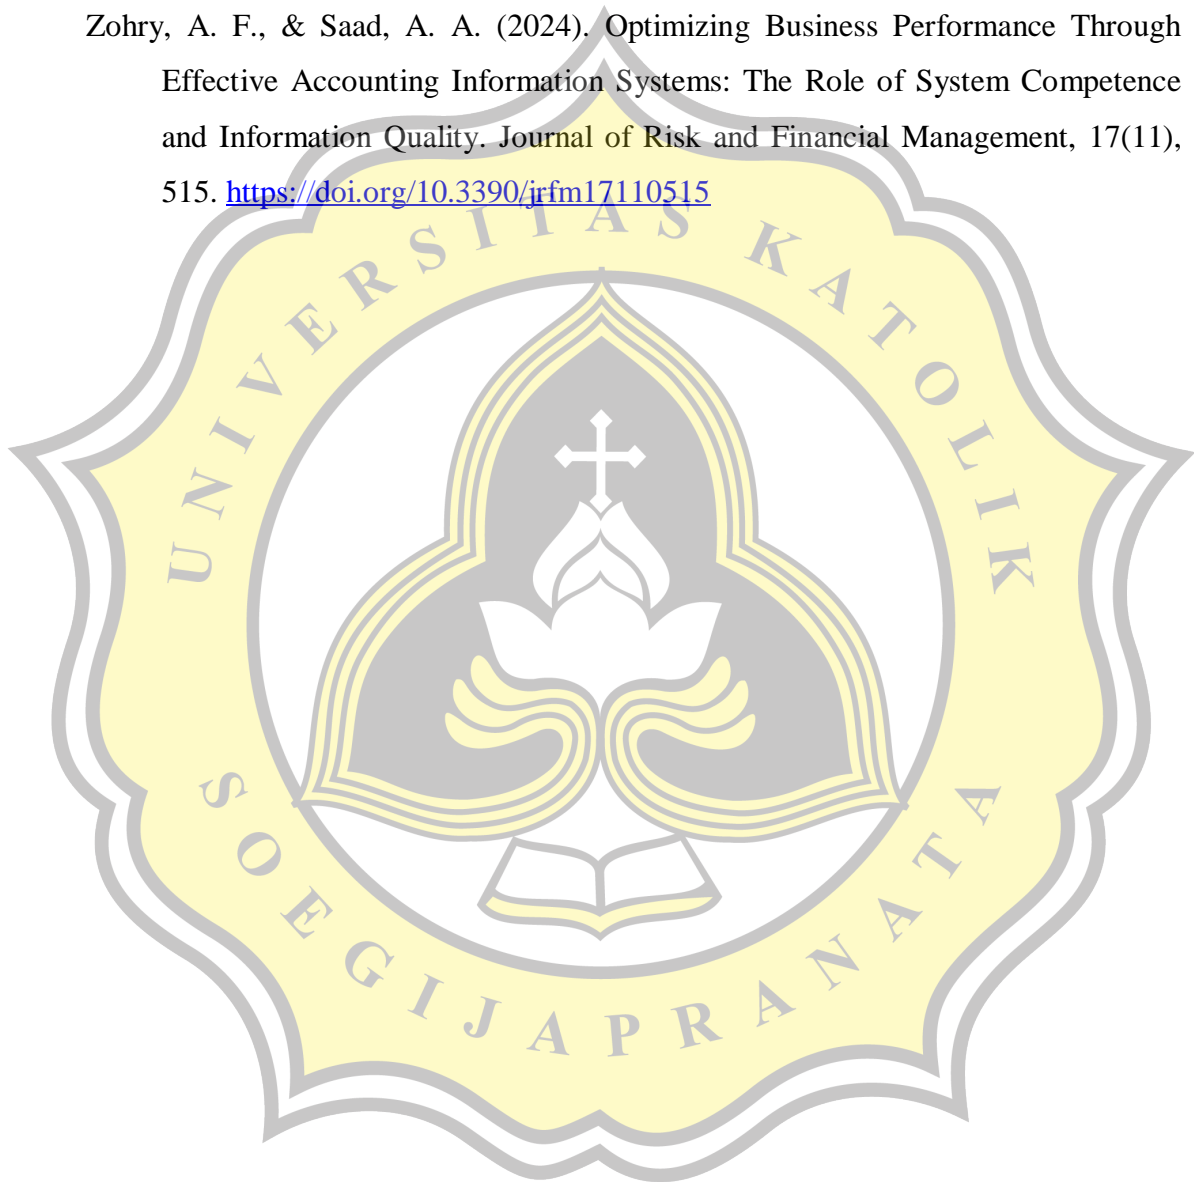 Zohry, A. F., & Saad, A. A. (2024). Optimizing Business Performance Through
Effective Accounting Information Systems: The Role of System Competence
and Information Quality. Journal of Risk and Financial Management, 17(11),
515. https://doi.org/10.3390/jrfm17110515
UNIVERSITAS KATOLIK
SOEGIJAPRANATA